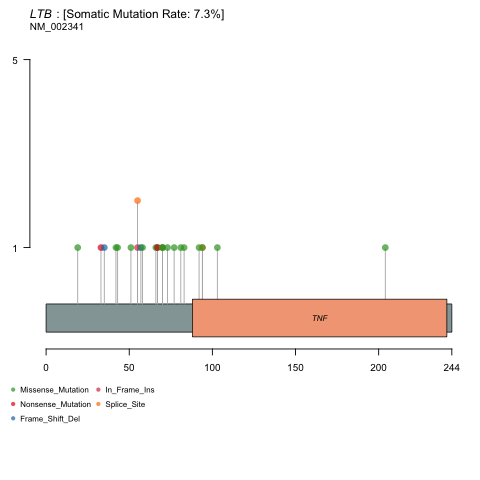 LTB : [Somatic Mutation Rate: 7.3%]
NM_002341
5
1
TNF
0 50 100 150 200 244
Missense_Mutation In_Frame_Ins
Nonsense_Mutation Splice_Site
Frame_Shift_Del